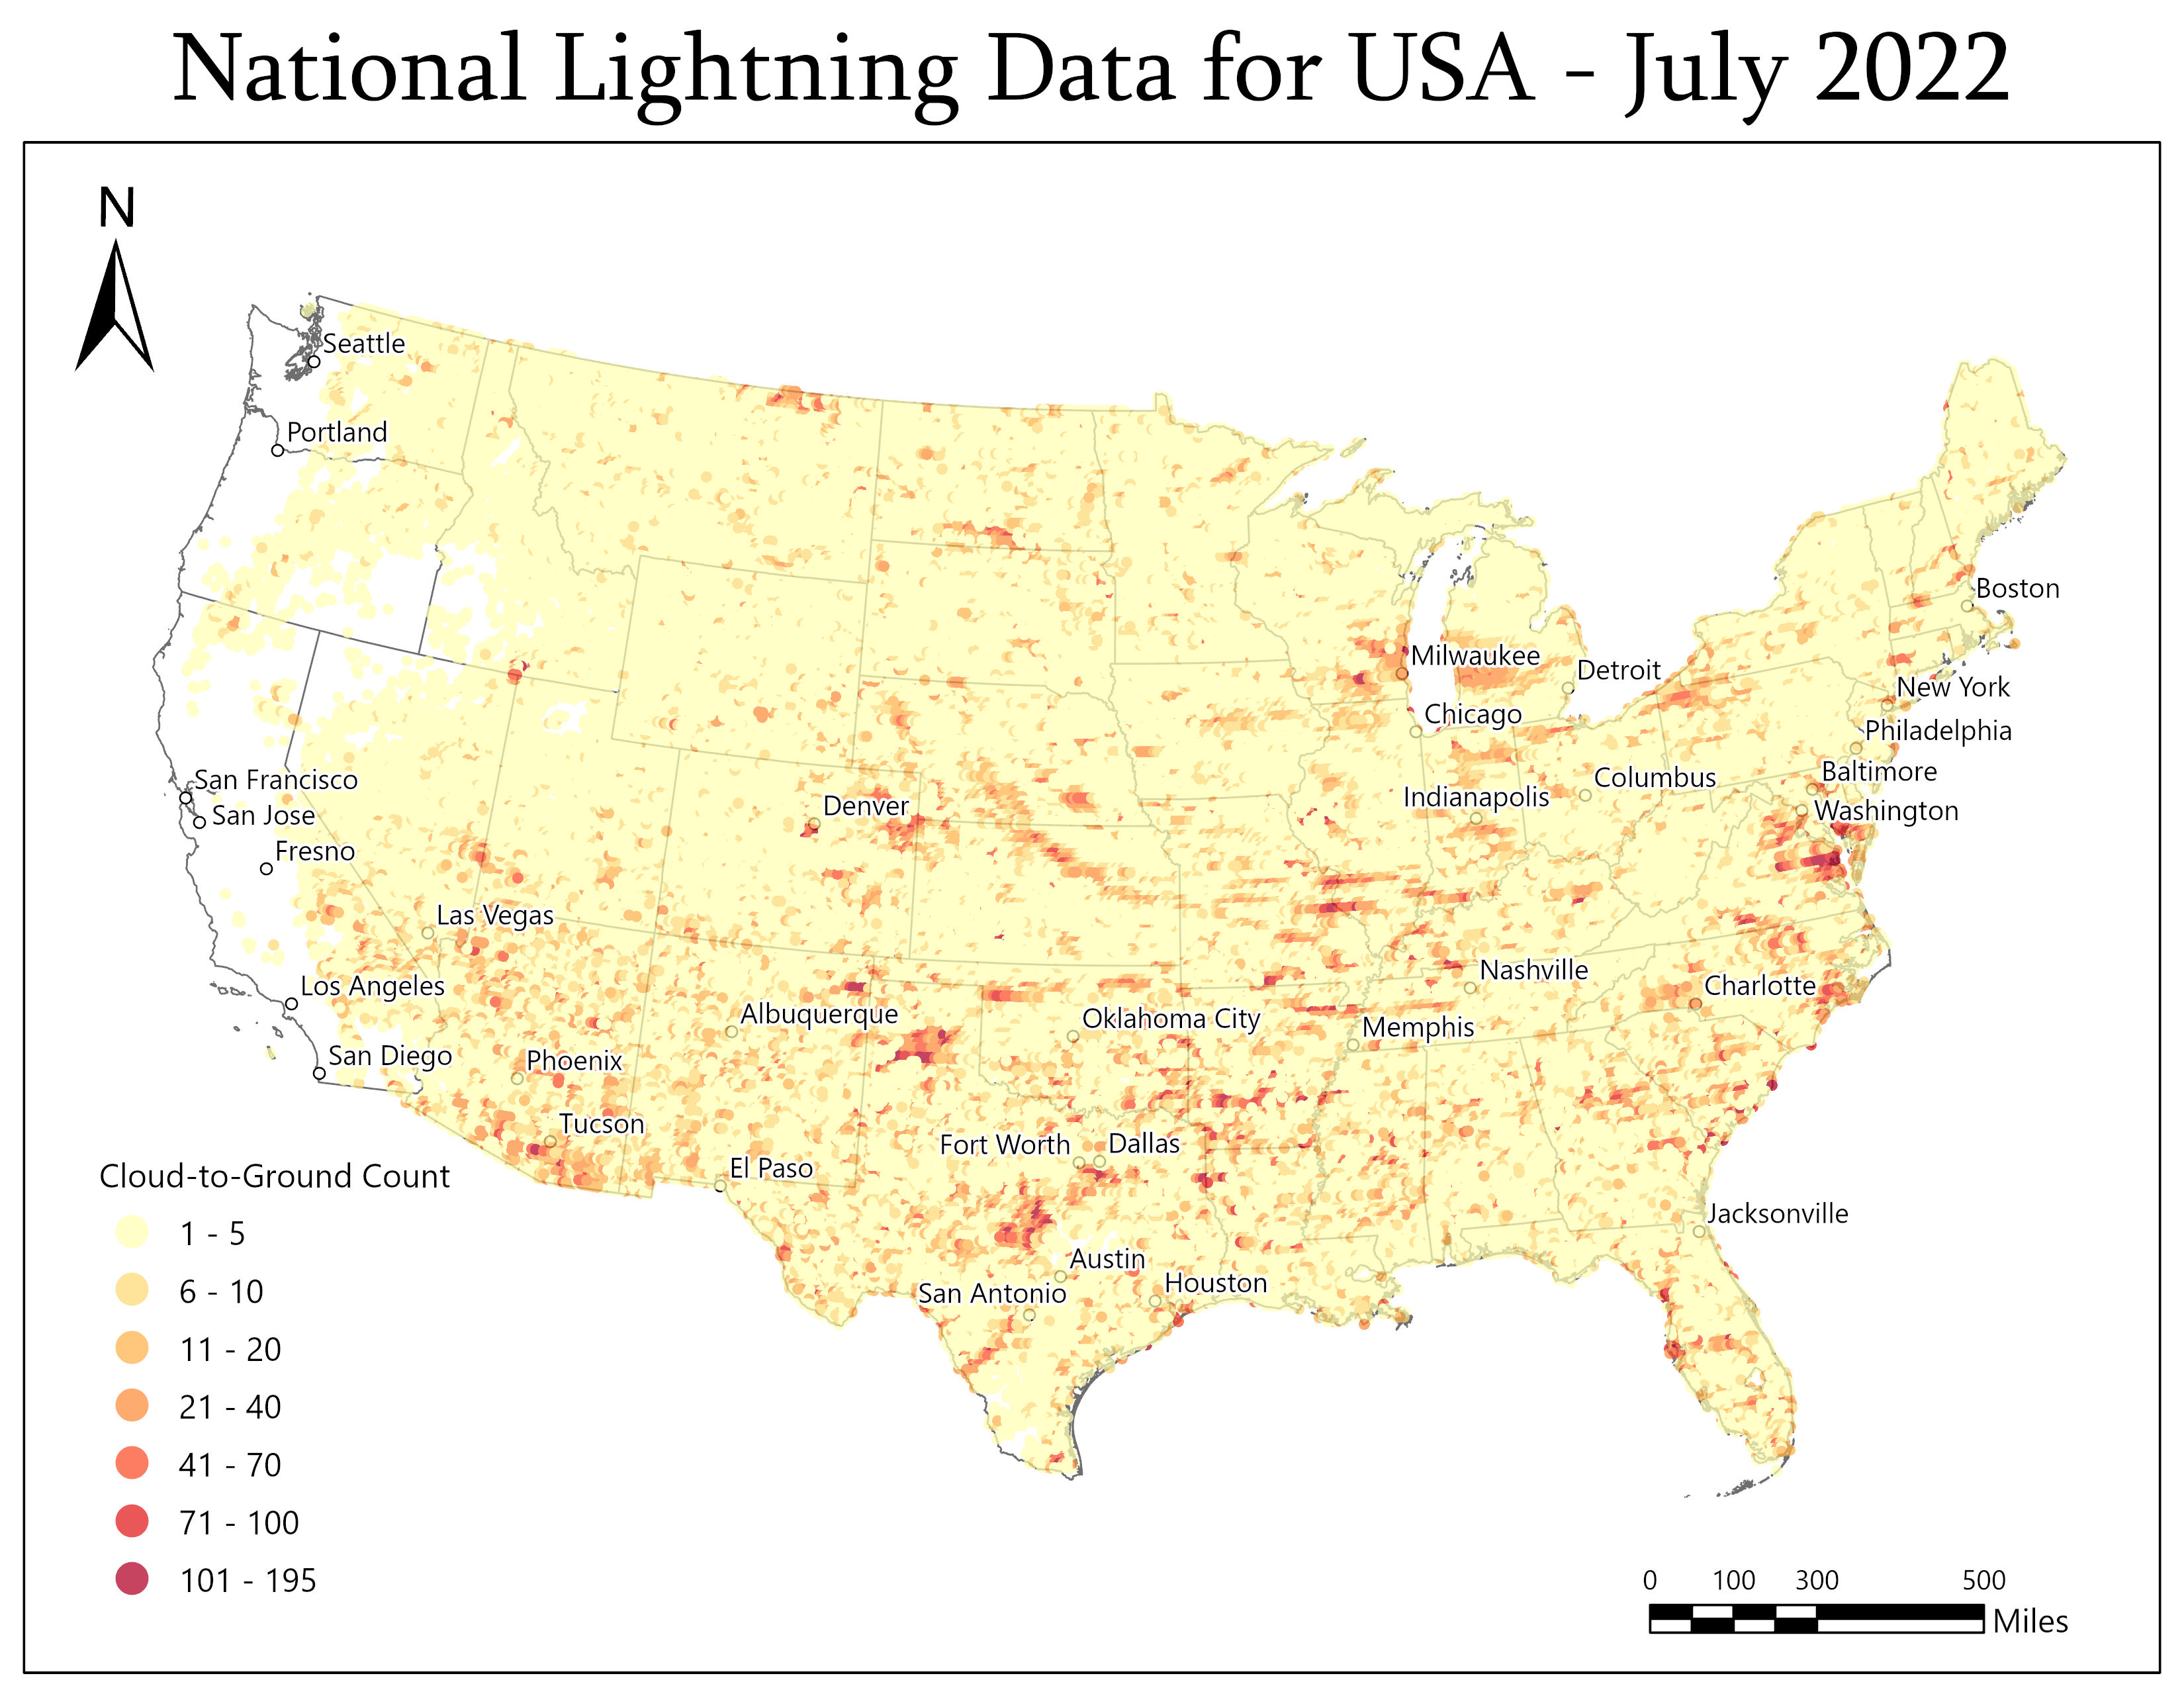 National Lightning Data for USA - July 2022
N
Seattle
Portland
Boston
Milwaukee
Detroit
New York
Chicago
Philadelphia
San Francisco
Baltimore
Columbus
Indianapolis
Denver
San Jose
Washington
Fresno
Las Vegas
Nashville
Los Angeles
Charlotte
Albuquerque
Oklahoma City
Memphis
San Diego
Phoenix
Tucson
Fort Worth
Dallas
El Paso
Jacksonville
Austin
Houston
San Antonio
Cloud-to-Ground Count
1 - 5
6 - 10
11 - 20
21 - 40
41 - 70
71 - 100
101 - 195
0 100 300 500
Miles